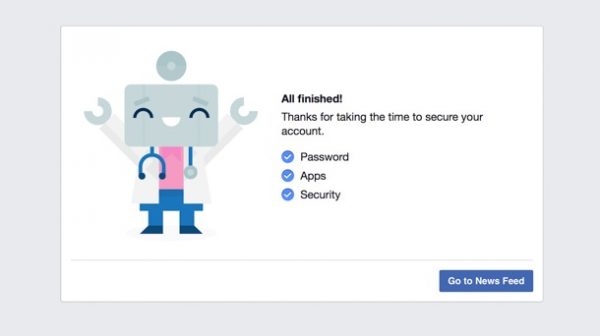 All finished!
Thanks for taking the time to secure your
account.
Password
Apps
Security
Go to News Feed